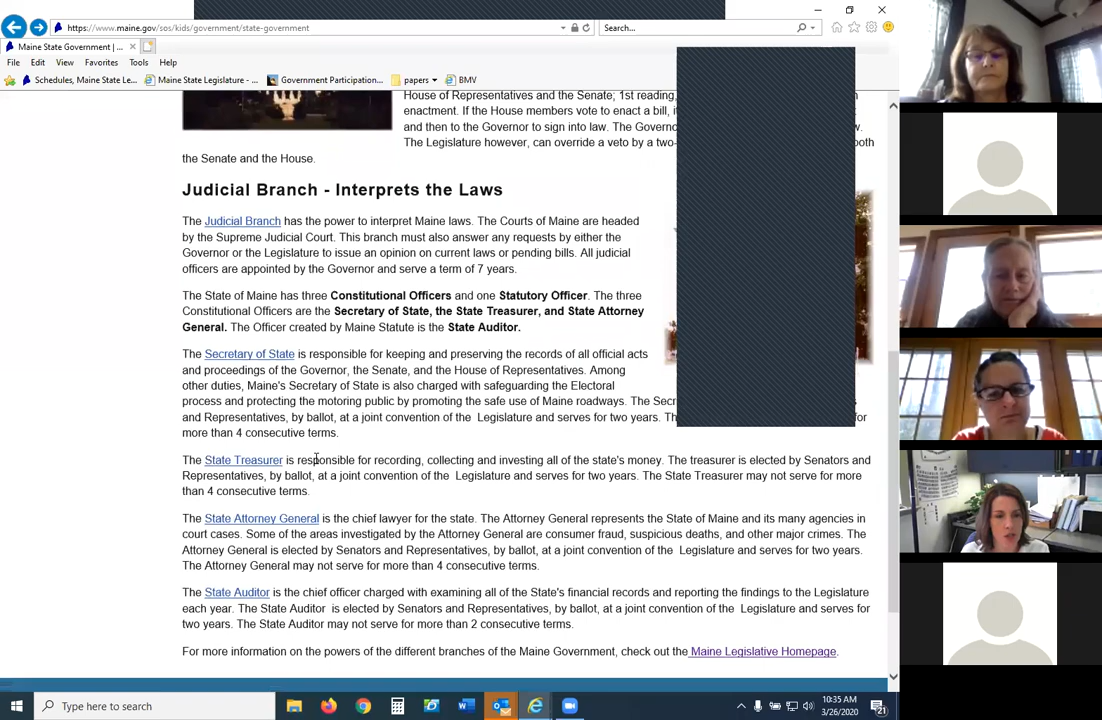 https://www.maine.gov/sos/kids/government/state-government
Search...
Maine State Government | ...
File Edit View Favorites Tools Help
Schedules, Maine State Le... Maine State Legislature - ... Government Participation... papers BMV
House of Representatives and the Senate; 1st reading,
enactment. If the House members vote to enact a bill, i
and then to the Governor to sign into law. The Governo
The Legislature however, can override a veto by a two- both
the Senate and the House.
Judicial Branch - Interprets the Laws
The Judicial Branch has the power to interpret Maine laws. The Courts of Maine are headed
by the Supreme Judicial Court. This branch must also answer any requests by either the
Governor or the Legislature to issue an opinion on current laws or pending bills. All judicial
officers are appointed by the Governor and serve a term of 7 years.
The State of Maine has three Constitutional Officers and one Statutory Officer. The three
Constitutional Officers are the Secretary of State, the State Treasurer, and State Attorney
General. The Officer created by Maine Statute is the State Auditor.
The Secretary of State is responsible for keeping and preserving the records of all official acts
and proceedings of the Governor, the Senate, and the House of Representatives. Among
other duties, Maine's Secretary of State is also charged with safeguarding the Electoral
process and protecting the motoring public by promoting the safe use of Maine roadways. The Secr
and Representatives, by ballot, at a joint convention of the Legislature and serves for two years. Th for
more than 4 consecutive terms.
The State Treasurer is responsible for recording, collecting and investing all of the state's money. The treasurer is elected by Senators and
Representatives, by ballot, at a joint convention of the Legislature and serves for two years. The State Treasurer may not serve for more
than 4 consecutive terms.
The State Attorney General is the chief lawyer for the state. The Attorney General represents the State of Maine and its many agencies in
court cases. Some of the areas investigated by the Attorney General are consumer fraud, suspicious deaths, and other major crimes. The
Attorney General is elected by Senators and Representatives, by ballot, at a joint convention of the Legislature and serves for two years.
The Attorney General may not serve for more than 4 consecutive terms.
The State Auditor is the chief officer charged with examining all of the State's financial records and reporting the findings to the Legislature
each year. The State Auditor is elected by Senators and Representatives, by ballot, at a joint convention of the Legislature and serves for
two years. The State Auditor may not serve for more than 2 consecutive terms.
For more information on the powers of the different branches of the Maine Government, check out the Maine Legislative Homepage.
Type here to search
10:35 AM
3/26/2020
21